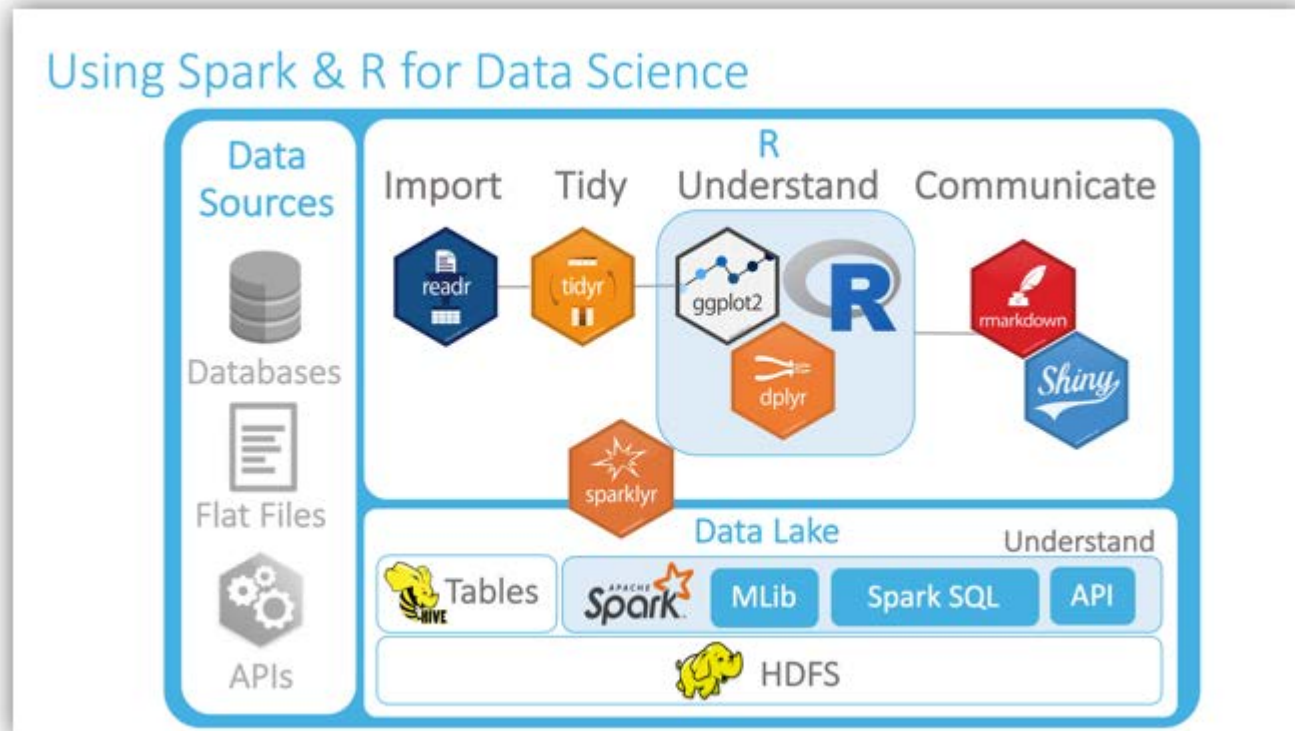 Using Spark & R for Data Science
Data
Sources
Databases
Flat Files
APIs
R
Import Tidy Understand Communicate
readr
tidyr
ggplot2
R
dplyr
rmarkdown
Shiny
sparklyr
Data Lake
Understand
HIVE
Tables
APACHE
Spark
MLib
Spark SQL
API
HDFS